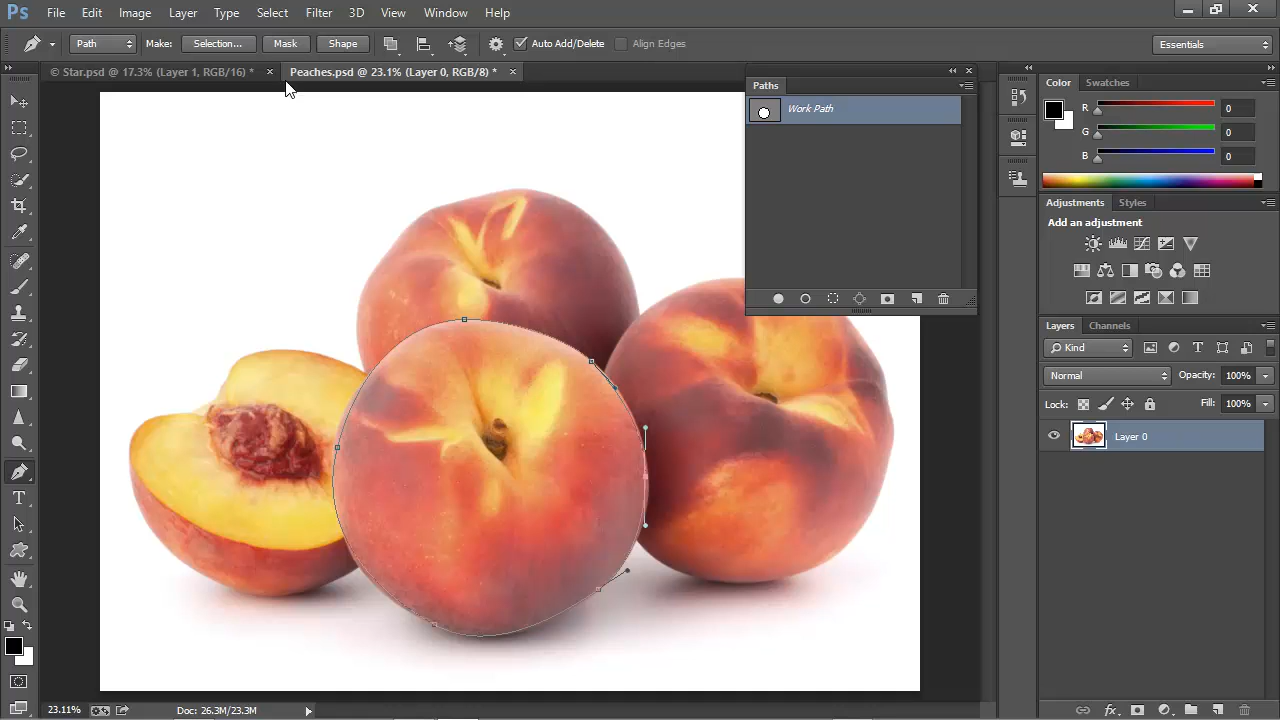 Ps File Edit Image Layer Type Select Filter 3D View Window Help
Path Make: Selection... Mask Shape Auto Add/Delete Align Edges Essentials
© Star.psd @ 17.3% (Layer 1, RGB/16) * × Peaches.psd @ 23.1% (Layer 0, RGB/8) * ×
Paths
Work Path
Color Swatches
R 0
G 0
B 0
Adjustments Styles
Add an adjustment
Layers Channels
Kind
Normal Opacity: 100%
Lock: Fill: 100%
Layer 0
23.11% Doc: 26.3M/23.3M